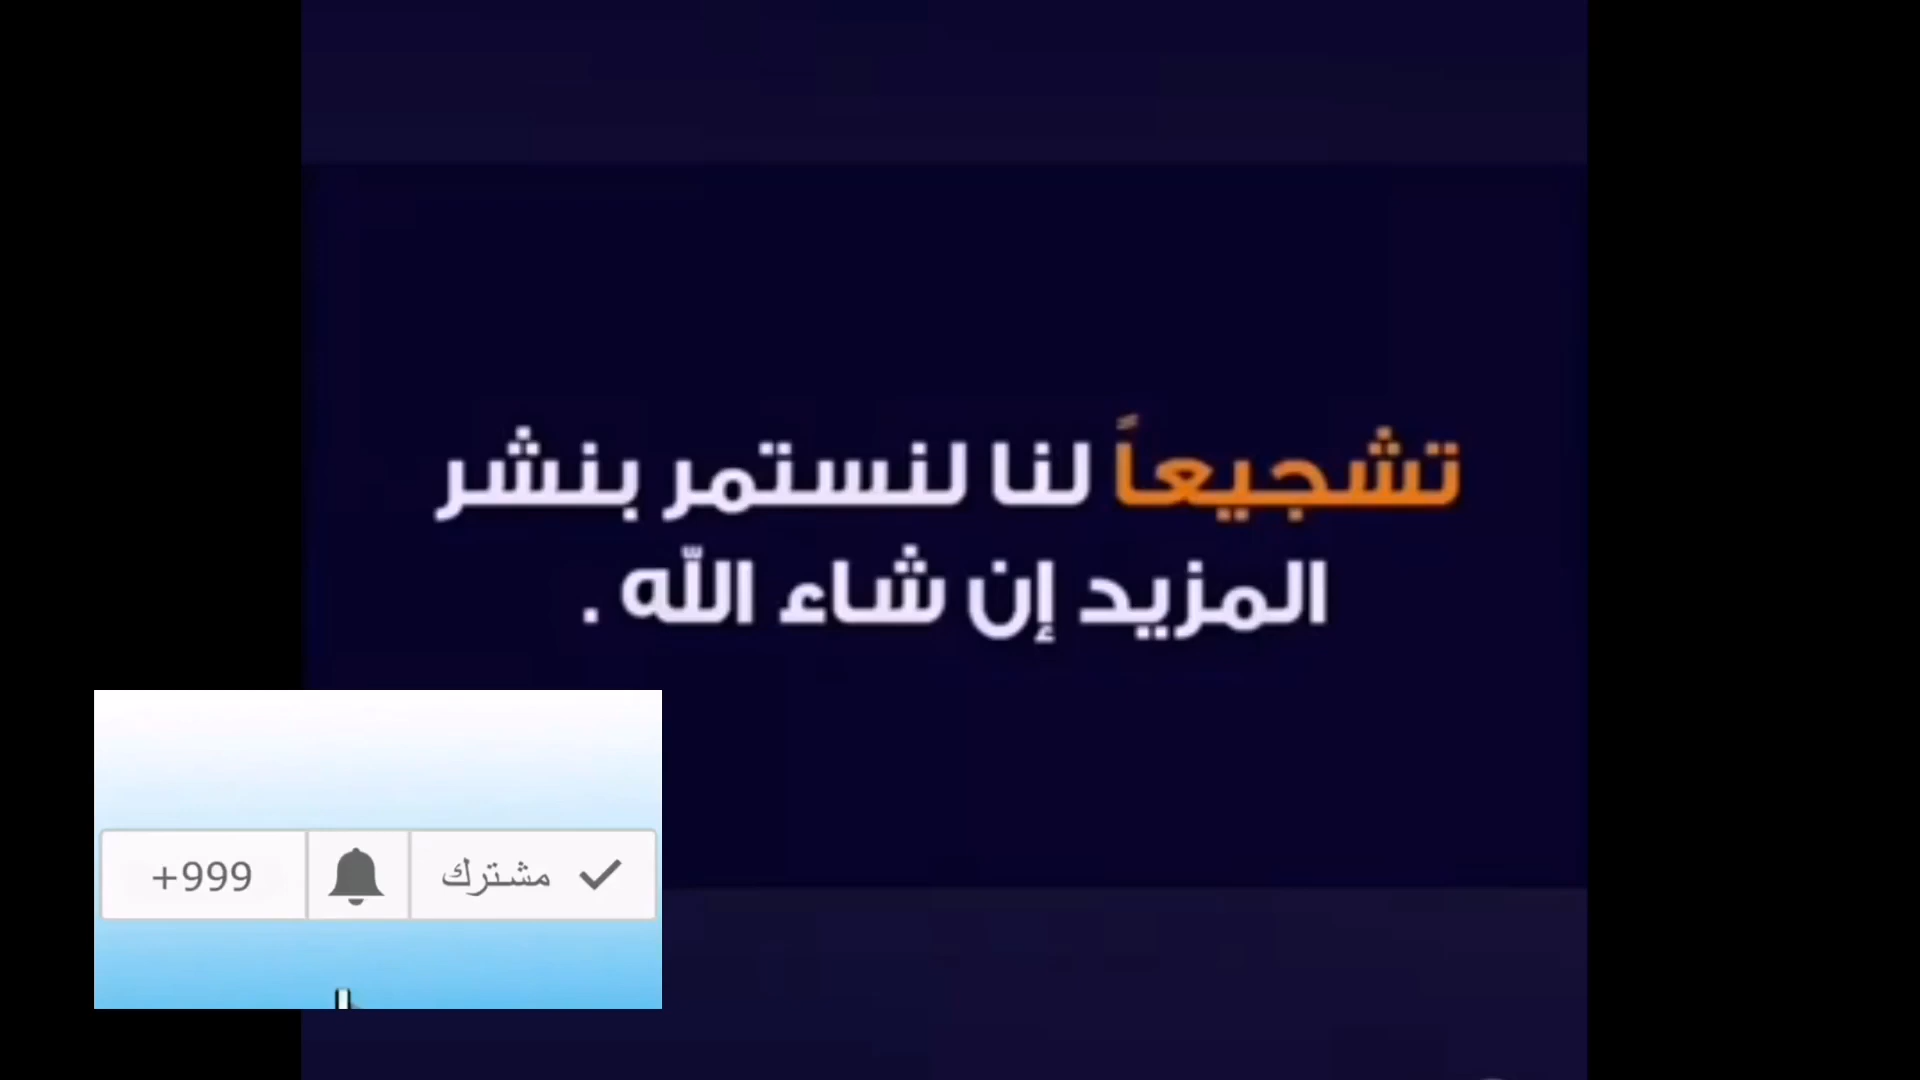 تشجيعاً لنا لنستمر بنشر
المزيد إن شاء الله .
مشترك
999+